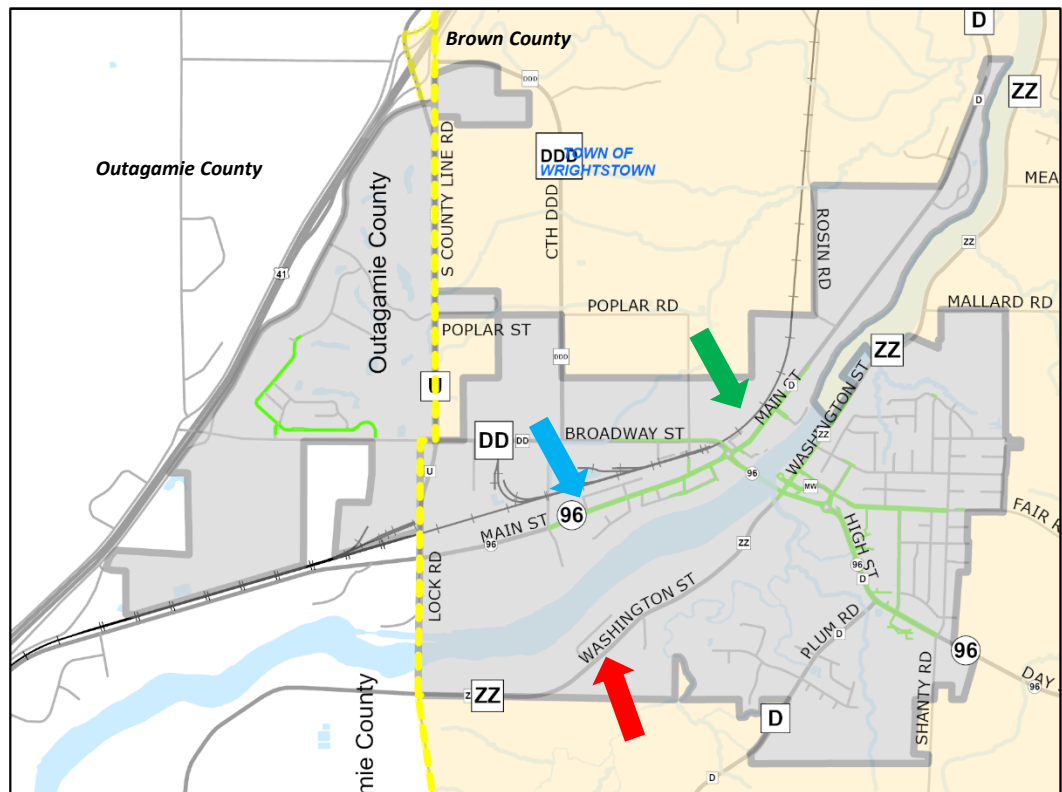 D
Brown County
DDD
ZZ
D
Outagamie County
S COUNTY LINE RD
DDD
TOWN OF
WRIGHTSTOWN
CTH DDD
MEA
Outagamie County
ROSIN RD
ZZ
41
POPLAR RD
MALLARD RD
POPLAR ST
DDD
ZZ
U
D
MAIN ST
WASHINGTON ST
DD
DD
BROADWAY ST
ZZ
U
96
MW
96
MAIN ST
96
FAIR R
HIGH ST
ZZ
96
D
LOCK RD
WASHINGTON ST
PLUM RD
D
96
SHANTY RD
DAY
96
ZZ
D
mie County
D